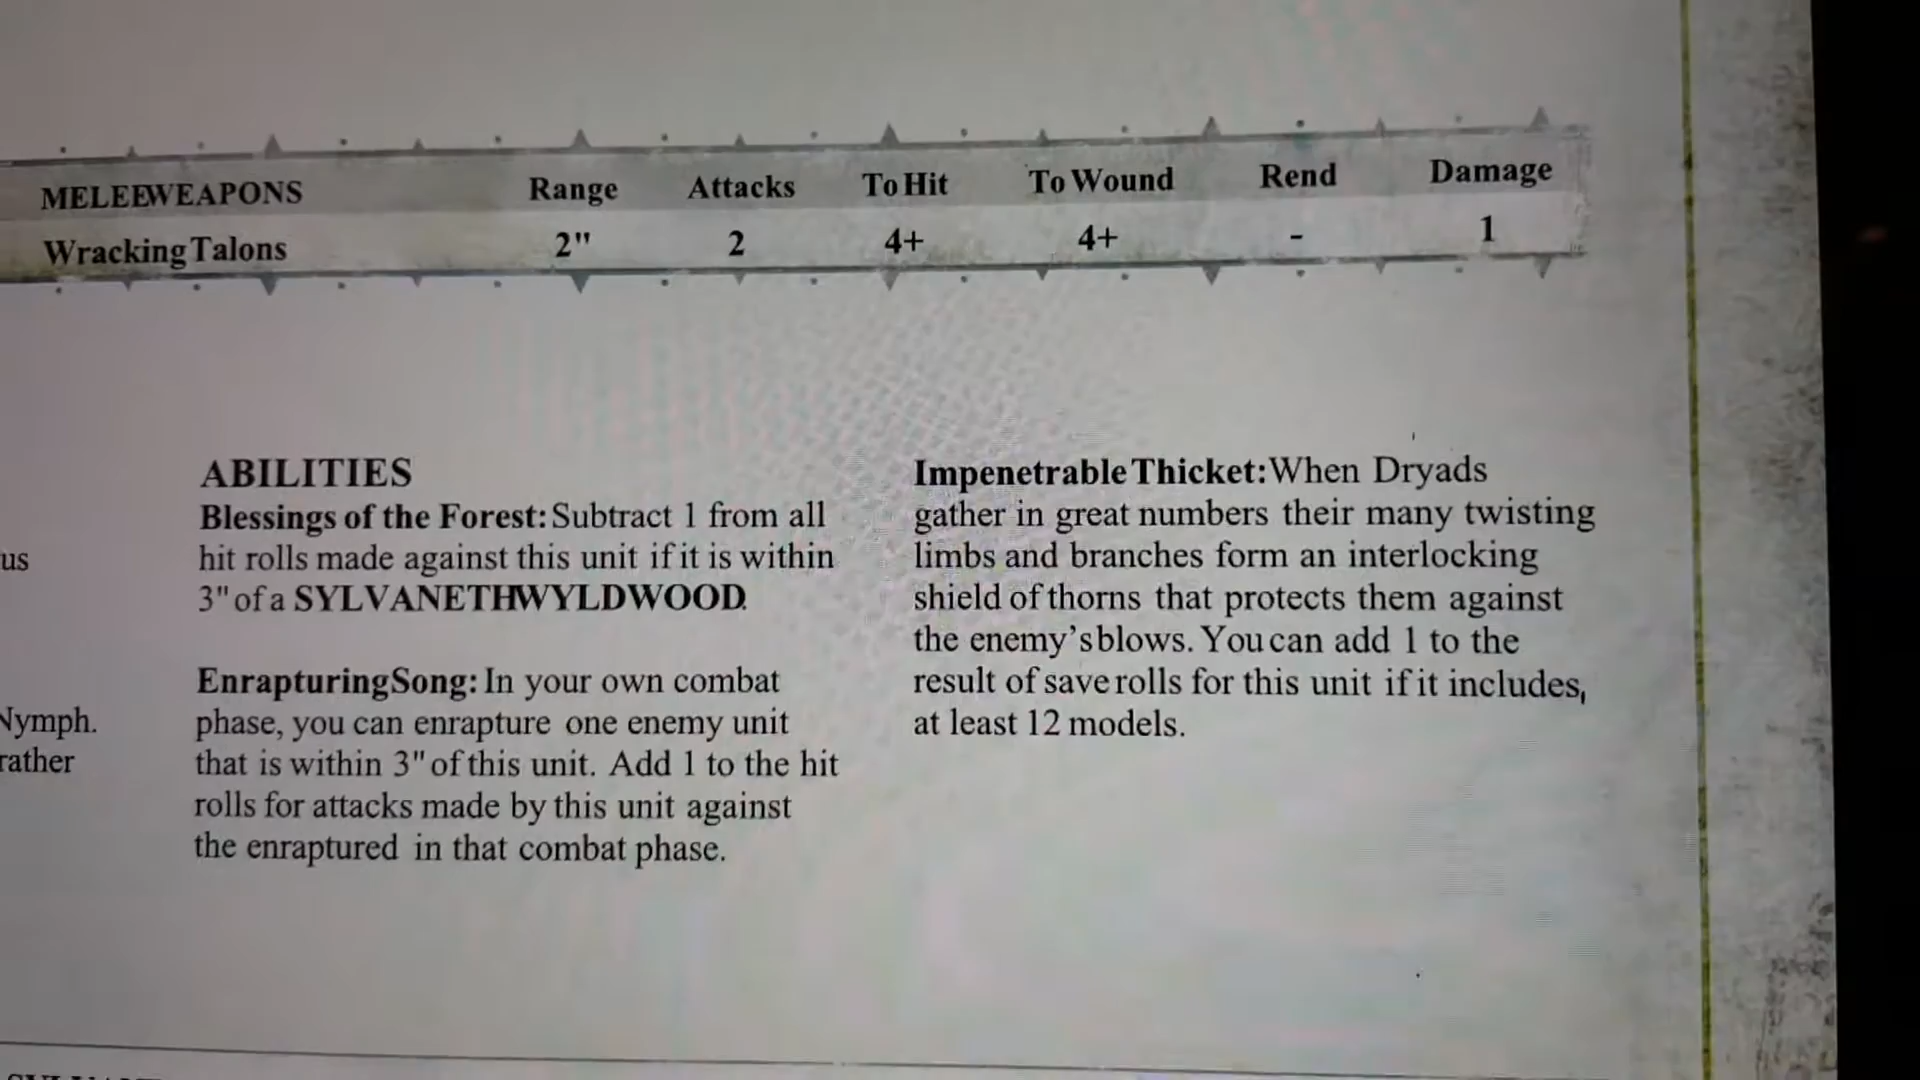 MELEE WEAPONS Range Attacks To Hit To Wound Rend Damage
Wracking Talons 2" 2 4+ 4+ - 1
us
Nymph.
rather
ABILITIES
Blessings of the Forest: Subtract 1 from all
hit rolls made against this unit if it is within
3" of a SYLVANETH WYLDWOOD.
Enrapturing Song: In your own combat
phase, you can enrapture one enemy unit
that is within 3" of this unit. Add 1 to the hit
rolls for attacks made by this unit against
the enraptured in that combat phase.
Impenetrable Thicket: When Dryads
gather in great numbers their many twisting
limbs and branches form an interlocking
shield of thorns that protects them against
the enemy's blows. You can add 1 to the
result of save rolls for this unit if it includes,
at least 12 models.